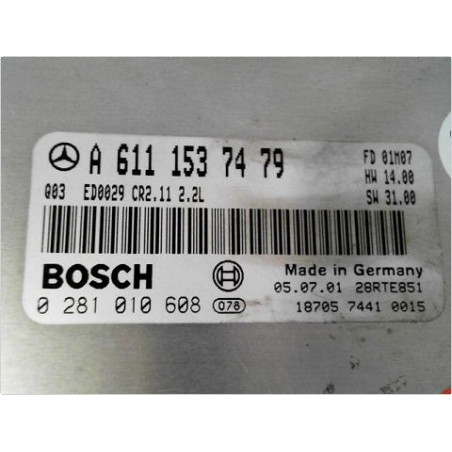 A 611 153 74 79
FD 01M07
HW 14.00
Q03 ED0029 CR2.11 2.2L
SW 31.00
BOSCH
Made in Germany
05.07.01 28RTE851
0 281 010 608 078
18705 7441 0015